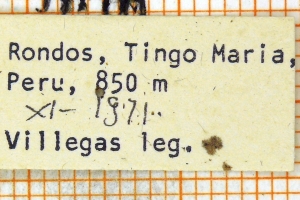 Rondos, Tingo Maria,
Peru, 850 m
XI- 1971.
Villegas leg.